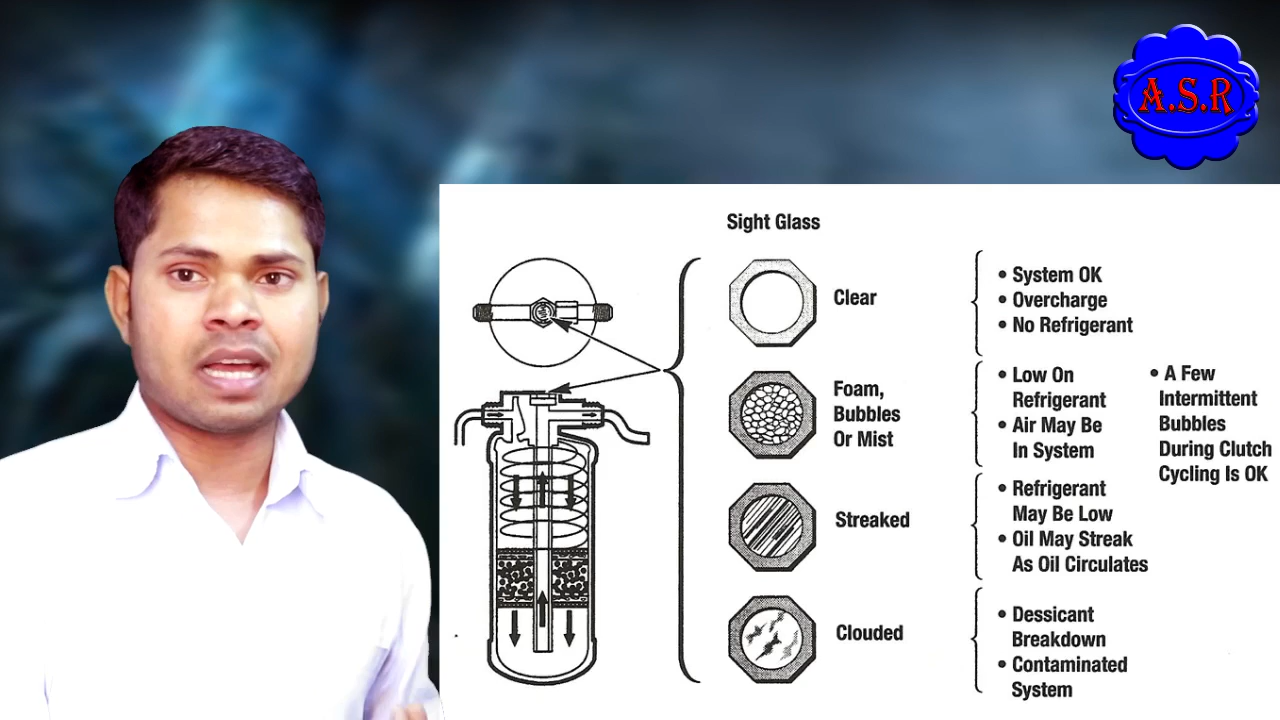 A.S.R
Sight Glass
Clear
• System OK
• Overcharge
• No Refrigerant
Foam,
Bubbles
Or Mist
• Low On
Refrigerant
• Air May Be
In System
• A Few
Intermittent
Bubbles
During Clutch
Cycling Is OK
Streaked
• Refrigerant
May Be Low
• Oil May Streak
As Oil Circulates
Clouded
• Dessicant
Breakdown
• Contaminated
System